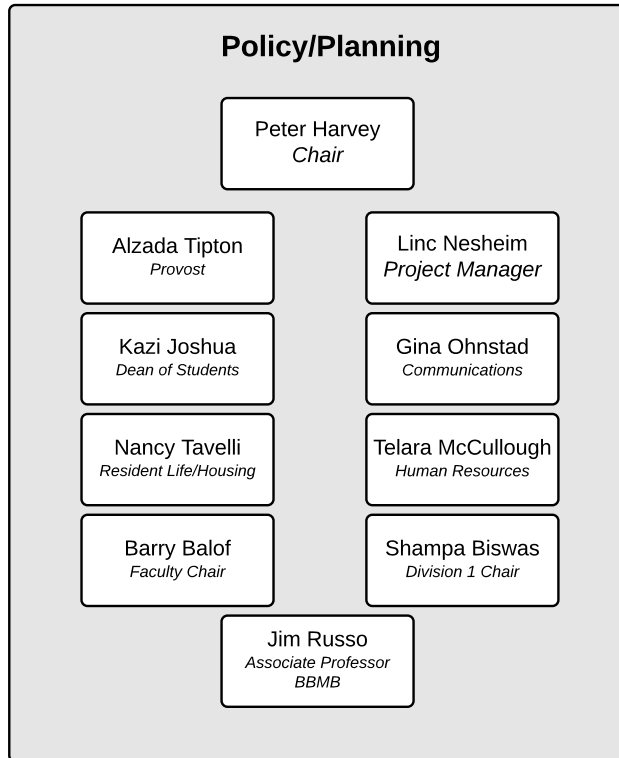 Policy/Planning
Peter Harvey
Chair
Alzada Tipton
Provost
Linc Nesheim
Project Manager
Kazi Joshua
Dean of Students
Gina Ohnstad
Communications
Nancy Tavelli
Resident Life/Housing
Telara McCullough
Human Resources
Barry Balof
Faculty Chair
Shampa Biswas
Division 1 Chair
Jim Russo
Associate Professor
BBMB